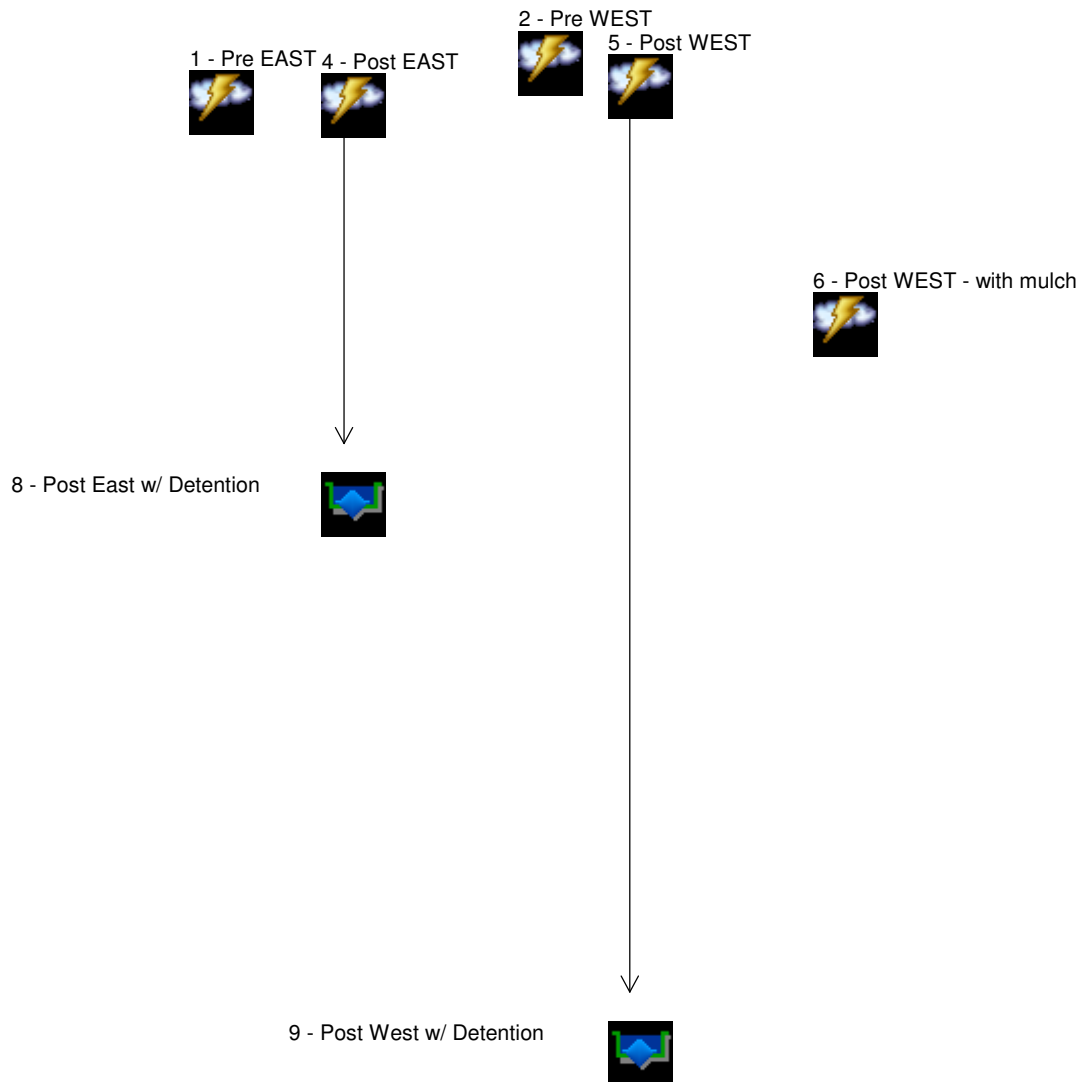 2 - Pre WEST
5 - Post WEST
1 - Pre EAST
4 - Post EAST
6 - Post WEST - with mulch
8 - Post East w/ Detention
9 - Post West w/ Detention